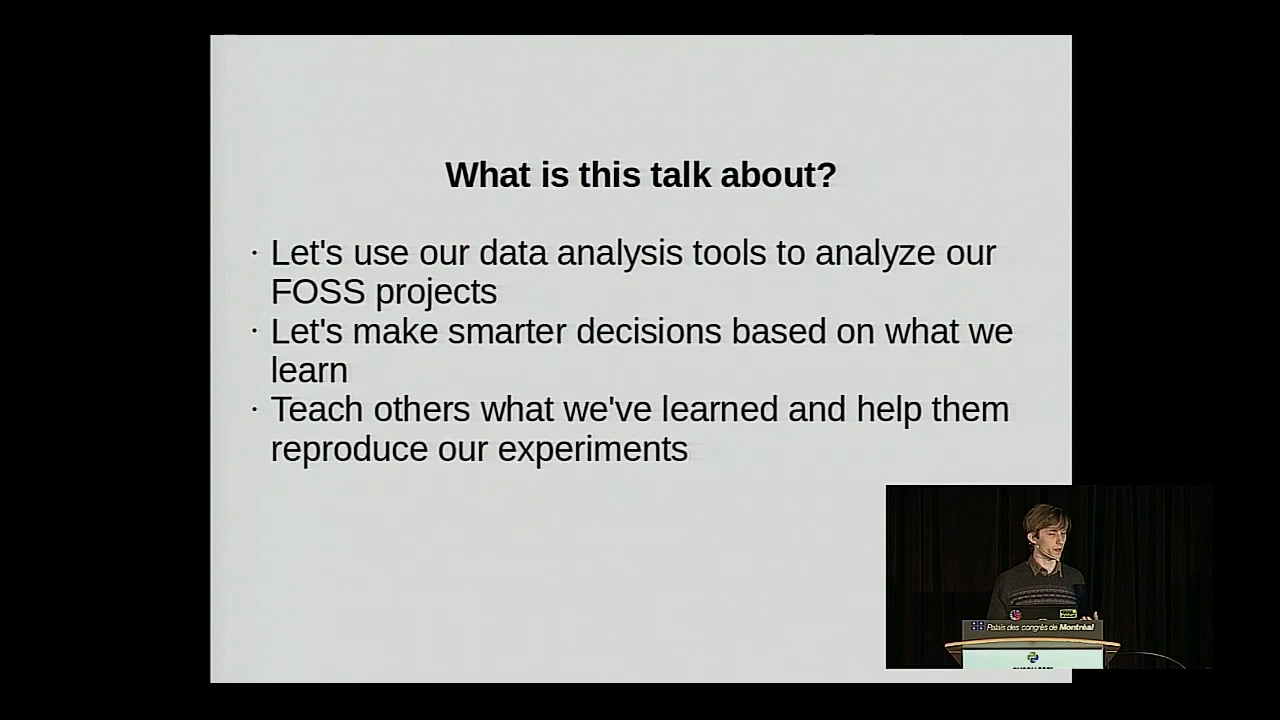 What is this talk about?
· Let's use our data analysis tools to analyze our
FOSS projects
· Let's make smarter decisions based on what we
learn
· Teach others what we've learned and help them
reproduce our experiments
Palais des congrès de Montréal